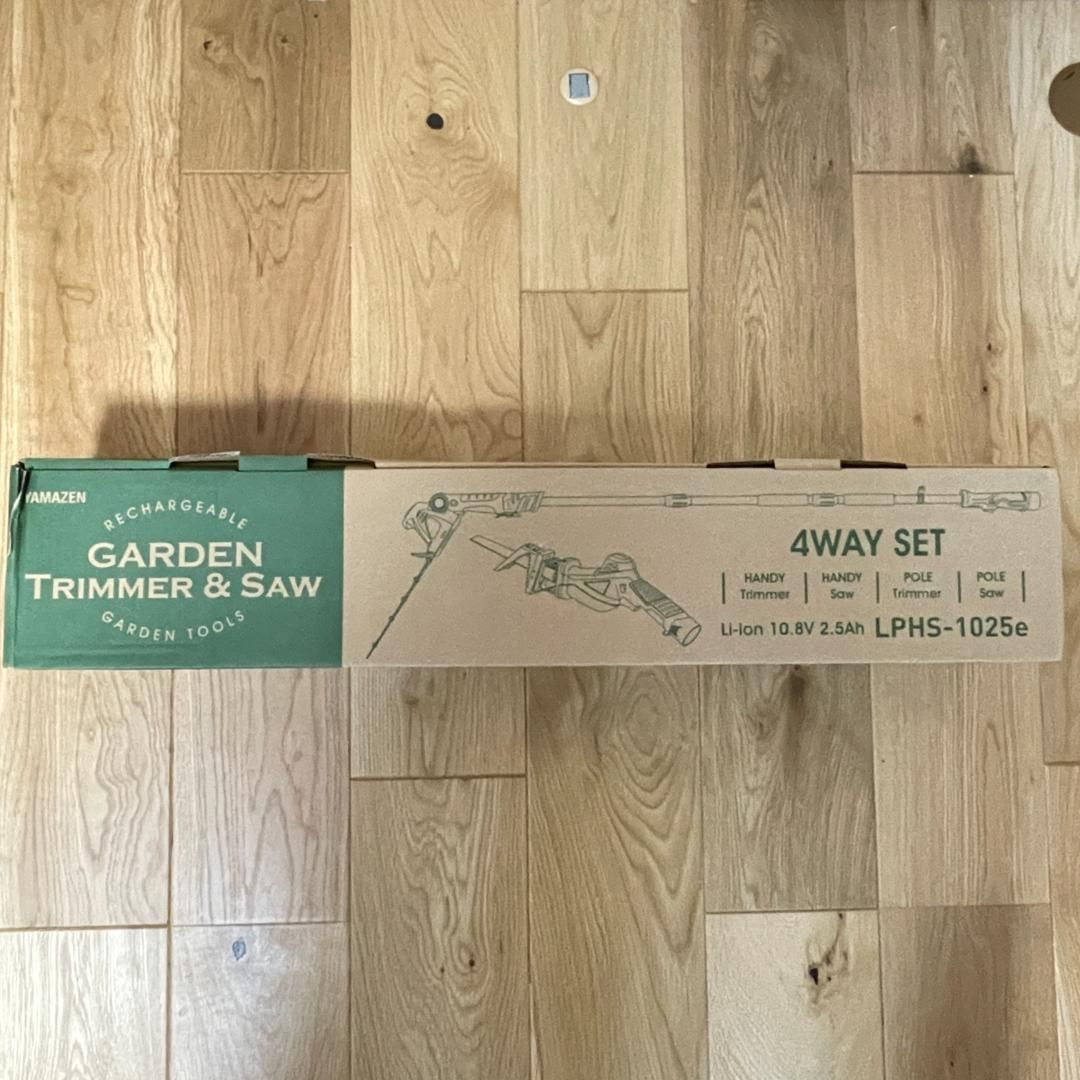 YAMAZEN
RECHARGEABLE
GARDEN
TRIMMER & SAW
GARDEN TOOLS
4WAY SET
HANDY Trimmer
HANDY Saw
POLE Trimmer
POLE Saw
Li-ion 10.8V 2.5Ah LPHS-1025e